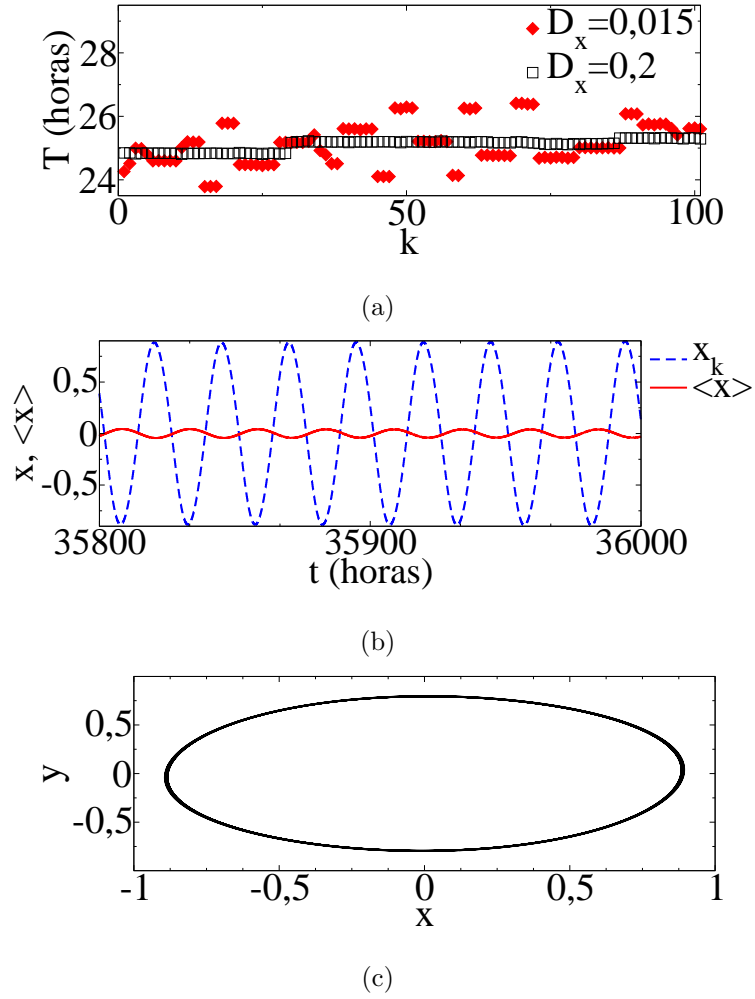 28
26
24
T (horas)
D_x=0,015
D_x=0,2
0
50
100
k
(a)
0,5
0
-0,5
x, <x>
x_k
<x>
35800
35900
36000
t (horas)
(b)
0,5
0
-0,5
y
-1
-0,5
0
0,5
1
x
(c)